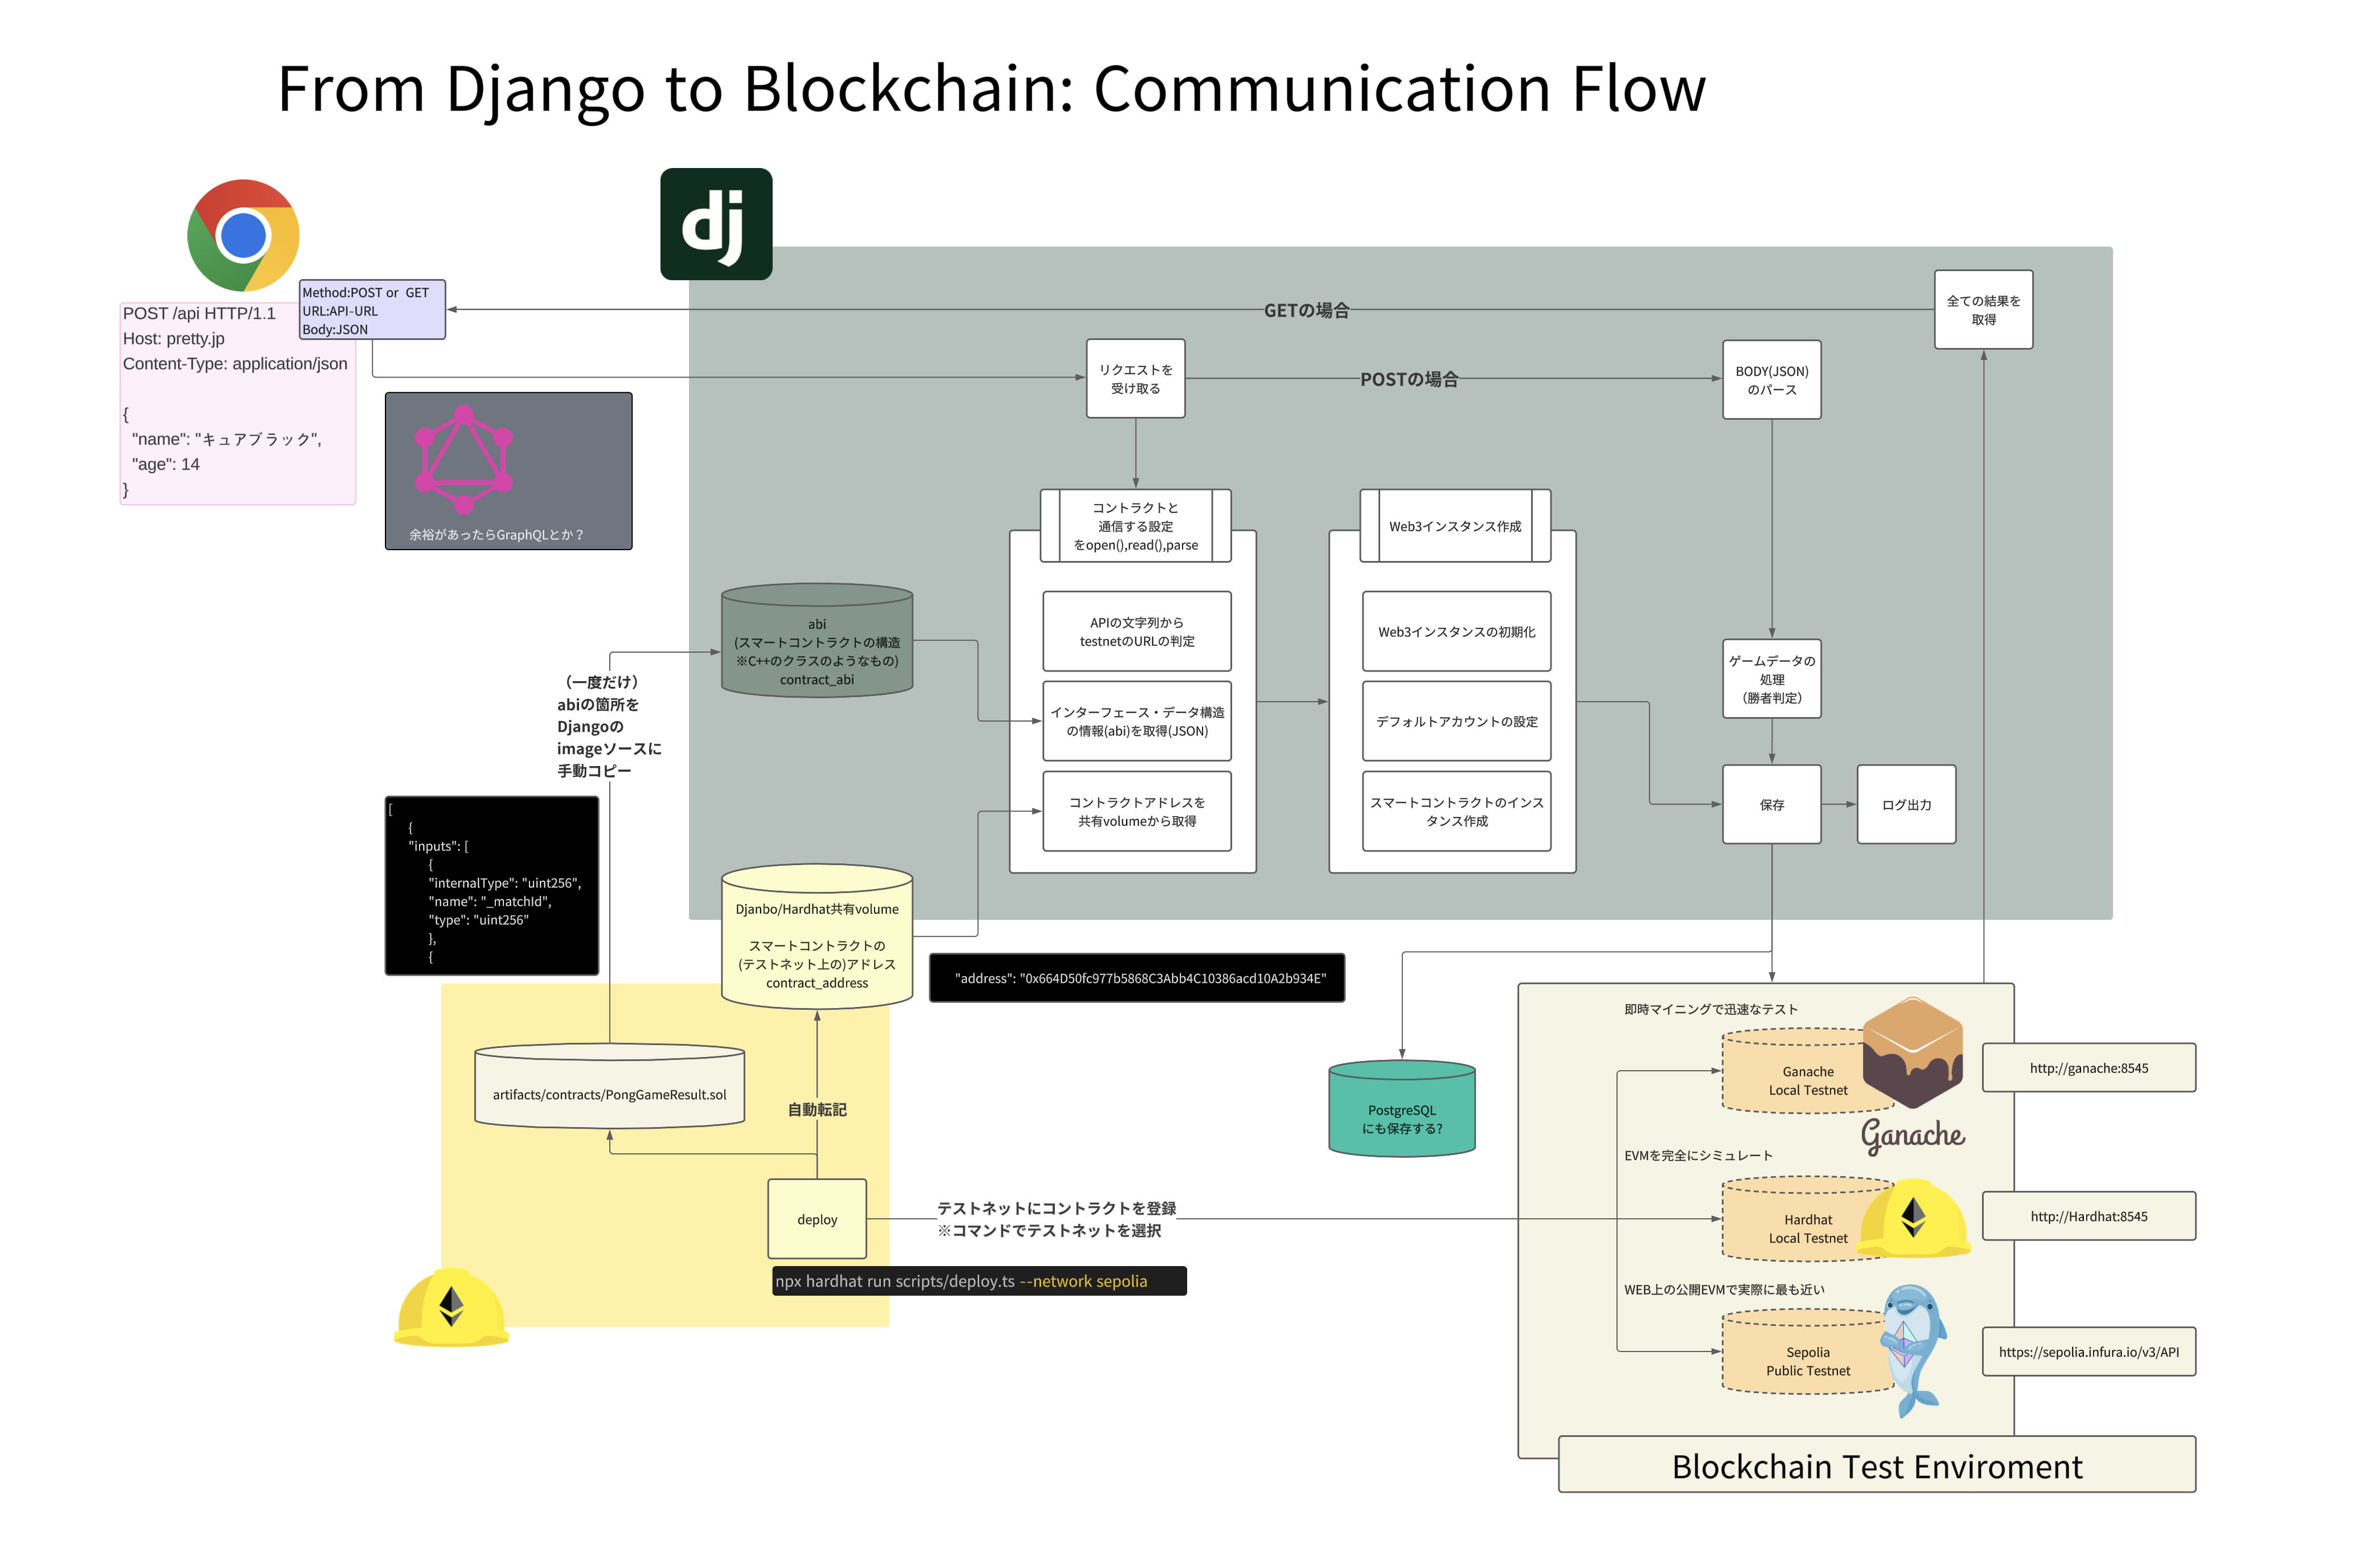 From Django to Blockchain: Communication Flow
dj
Method:POST or  GET
URL:API-URL
Body:JSON
POST /api HTTP/1.1
Host: pretty.jp
Content-Type: application/json
{
"name": "キュアブラック",
"age": 14
}
余裕があったらGraphQLとか？
GETの場合
全ての結果を
取得
リクエストを
受け取る
POSTの場合
BODY(JSON)
のパース
コントラクトと
通信する設定
をopen(),read(),parse
APIの文字列から
testnetのURLの判定
インターフェース・データ構造
の情報(abi)を取得(JSON)
コントラクトアドレスを
共有volumeから取得
Web3インスタンス作成
Web3インスタンスの初期化
デフォルトアカウントの設定
スマートコントラクトのインス
タンス作成
ゲームデータの
処理
（勝者判定）
保存
ログ出力
abi
(スマートコントラクトの構造
※C++のクラスのようなもの)
contract_abi
（一度だけ）
abiの箇所を
Djangoの
imageソースに
手動コピー
[
{
"inputs": [
{
"internalType": "uint256",
"name": "_matchId",
"type": "uint256"
},
{
Djanbo/Hardhat共有volume
スマートコントラクトの
(テストネット上の)アドレス
contract_address
"address": "0x664D50fc977b5868C3Abb4C10386acd10A2b934E"
artifacts/contracts/PongGameResult.sol
自動転記
deploy
テストネットにコントラクトを登録
※コマンドでテストネットを選択
npx hardhat run scripts/deploy.ts --network sepolia
PostgreSQL
にも保存する?
即時マイニングで迅速なテスト
Ganache
Local Testnet
Ganache
http://ganache:8545
EVMを完全にシミュレート
Hardhat
Local Testnet
http://Hardhat:8545
WEB上の公開EVMで実際に最も近い
Sepolia
Public Testnet
https://sepolia.infura.io/v3/API
Blockchain Test Enviroment